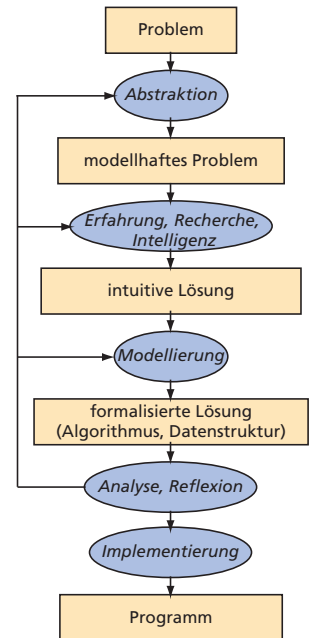 Problem
Abstraktion
modellhaftes Problem
Erfahrung, Recherche,
Intelligenz
intuitive Lösung
Modellierung
formalisierte Lösung
(Algorithmus, Datenstruktur)
Analyse, Reflexion
Implementierung
Programm